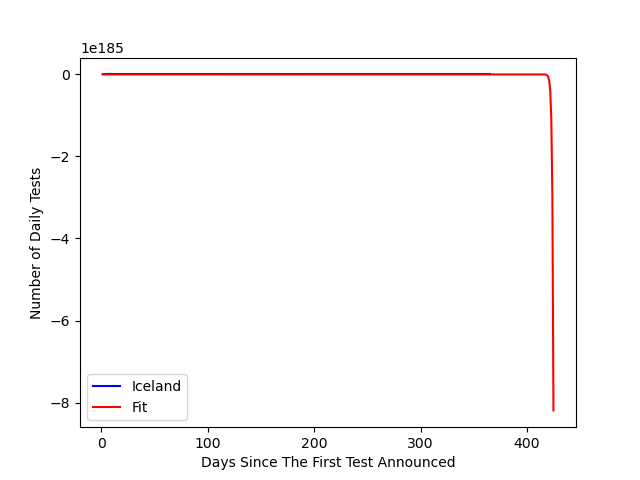 1e185
0
−2
−4
−6
−8
Number of Daily Tests
Iceland
Fit
0 100 200 300 400
Days Since The First Test Announced